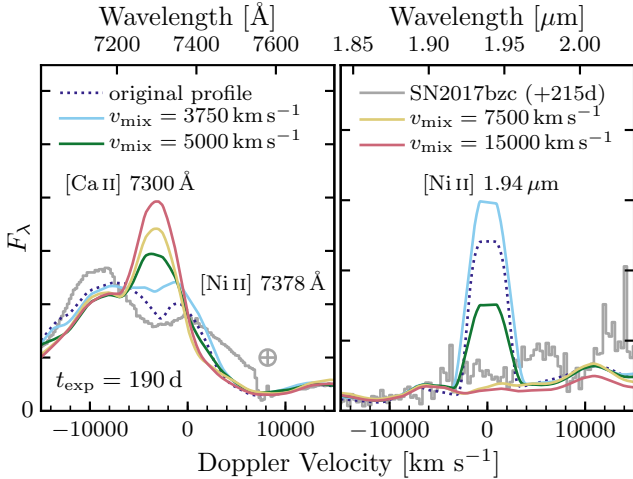 Wavelength [Å]
7200 7400 7600
Wavelength [μm]
1.85 1.90 1.95 2.00
original profile
v_mix = 3750 km s⁻¹
v_mix = 5000 km s⁻¹
[Ca II] 7300 Å
[Ni II] 7378 Å
t_exp = 190 d
SN2017bzc (+215d)
v_mix = 7500 km s⁻¹
v_mix = 15000 km s⁻¹
[Ni II] 1.94 μm
F_λ
0
−10000 0 10000
−10000 0 10000
Doppler Velocity [km s⁻¹]